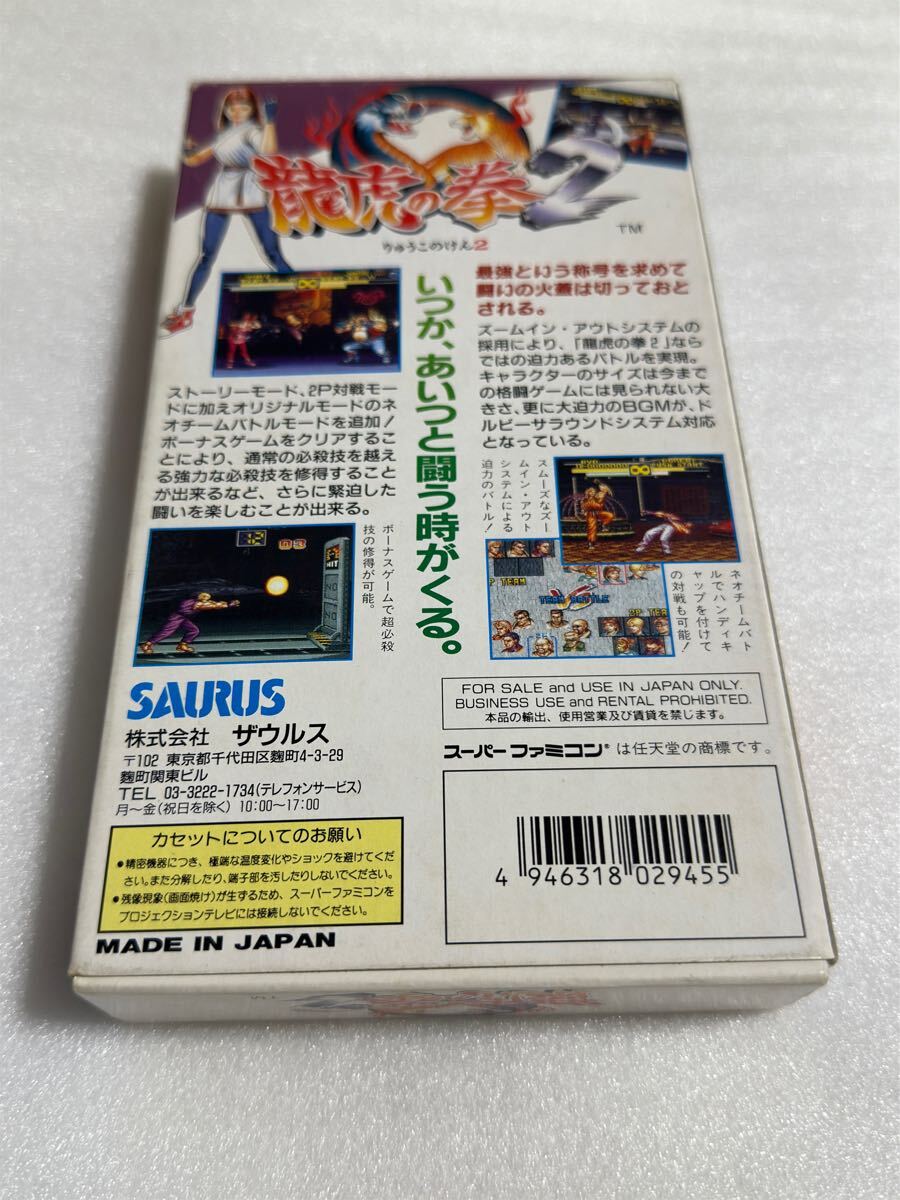 龍虎の拳2
TM
りゅうこのけん2
いつか、あいつと闘う時がくる。
最強という称号を求めて
闘いの火蓋は切っておと
される。
ズームイン・アウトシステムの
採用により、「龍虎の拳2」なら
ではの迫力あるバトルを実現。
キャラクターのサイズは今まで
の格闘ゲームには見られない大
きさ、更に大迫力のBGMが、ド
ルビーサラウンドシステム対応
となっている。
ストーリーモード、2P対戦モー
ドに加えオリジナルモードのネ
オチームバトルモードを追加!
ボーナスゲームをクリアするこ
とにより、通常の必殺技を越え
る強力な必殺技を修得すること
が出来るなど、さらに緊迫した
闘いを楽しむことが出来る。
スムーズなズー
ムイン・アウト
システムによる
迫力のバトル!
P TEAM
TEAM BATTLE
2P TEA
ネオチームバト
ルでハンディキ
ャップを付けて
の対戦も可能!
03
HIT
NO
NO
ボーナスゲームで超必殺
技の修得が可能。
SAURUS
株式会社 ザウルス
〒102 東京都千代田区麹町4-3-29
麹町関東ビル
TEL 03-3222-1734(テレフォンサービス)
月〜金(祝日を除く) 10:00〜17:00
カセットについてのお願い
●精密機器につき、極端な温度変化やショックを避けてくだ
さい。また分解したり、端子部を汚したりしないでください。
●残像現象(画面焼け)が生ずるため、スーパーファミコンを
プロジェクションテレビには接続しないでください。
MADE IN JAPAN
FOR SALE and USE IN JAPAN ONLY.
BUSINESS USE and RENTAL PROHIBITED.
本品の輸出、使用営業及び賃貸を禁じます。
スーパーファミコン® は任天堂の商標です。
4 946318 029455